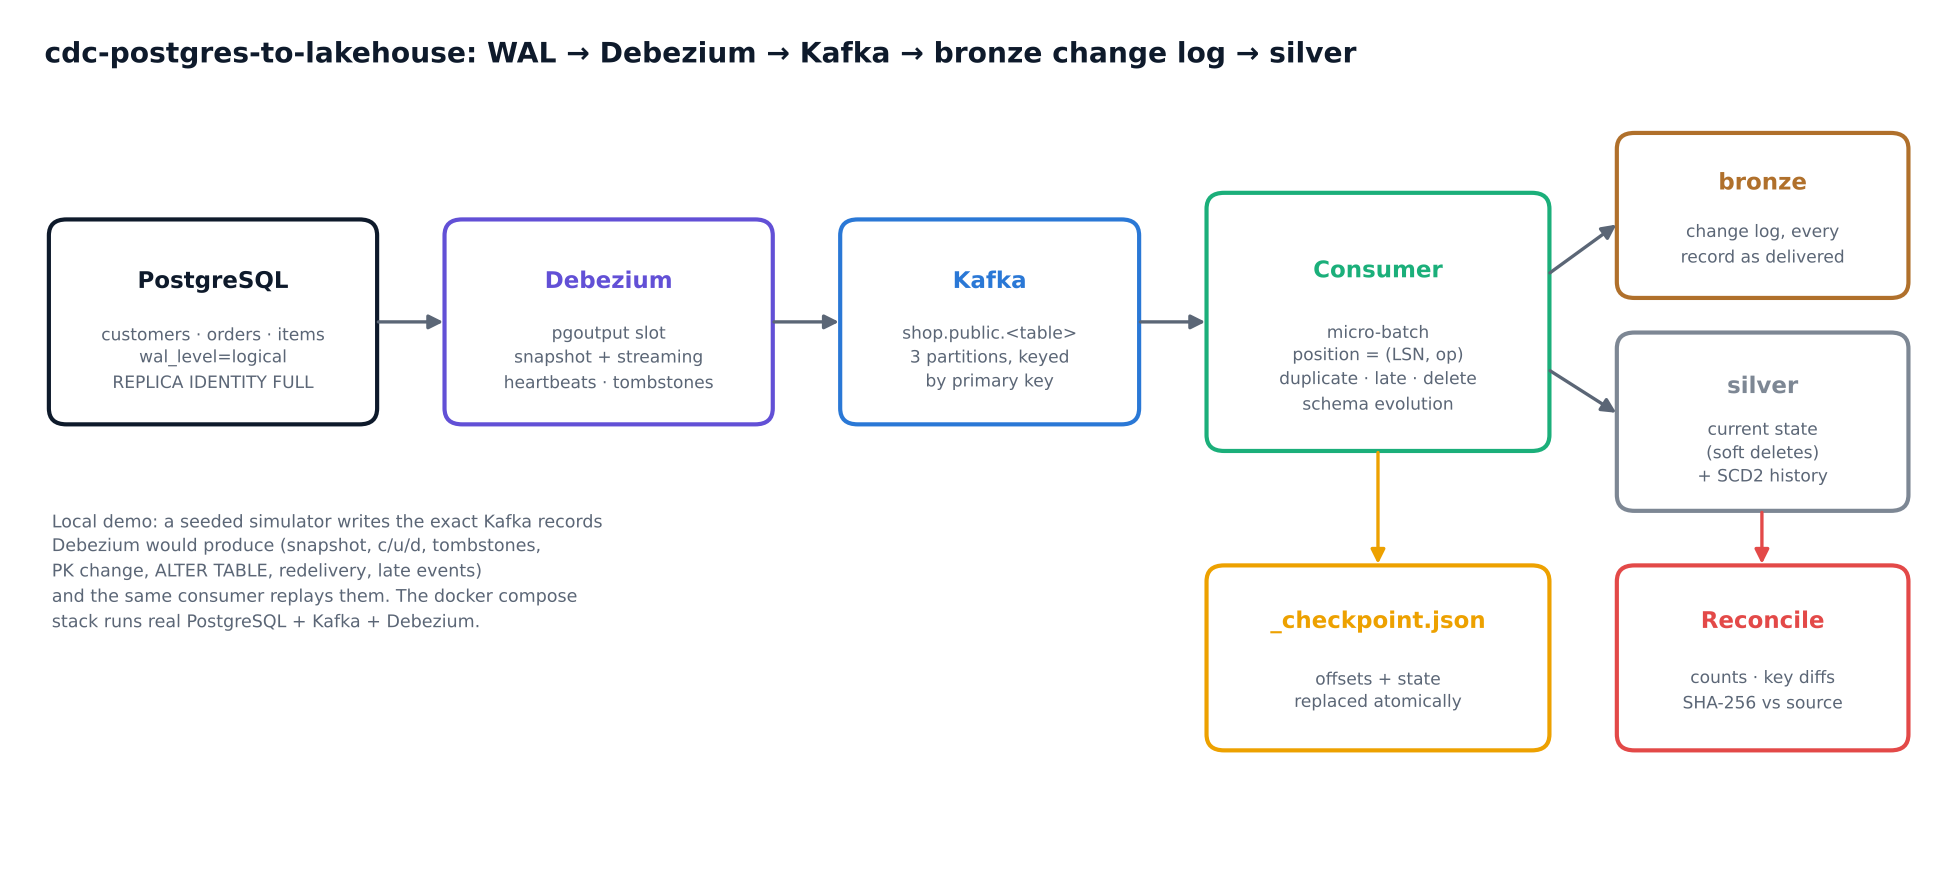 cdc-postgres-to-lakehouse: WAL → Debezium → Kafka → bronze change log → silver
PostgreSQL
customers · orders · items
wal_level=logical
REPLICA IDENTITY FULL
Debezium
pgoutput slot
snapshot + streaming
heartbeats · tombstones
Kafka
shop.public.<table>
3 partitions, keyed
by primary key
Consumer
micro-batch
position = (LSN, op)
duplicate · late · delete
schema evolution
bronze
change log, every
record as delivered
silver
current state
(soft deletes)
+ SCD2 history
Local demo: a seeded simulator writes the exact Kafka records
Debezium would produce (snapshot, c/u/d, tombstones,
PK change, ALTER TABLE, redelivery, late events)
and the same consumer replays them. The docker compose
stack runs real PostgreSQL + Kafka + Debezium.
_checkpoint.json
offsets + state
replaced atomically
Reconcile
counts · key diffs
SHA-256 vs source